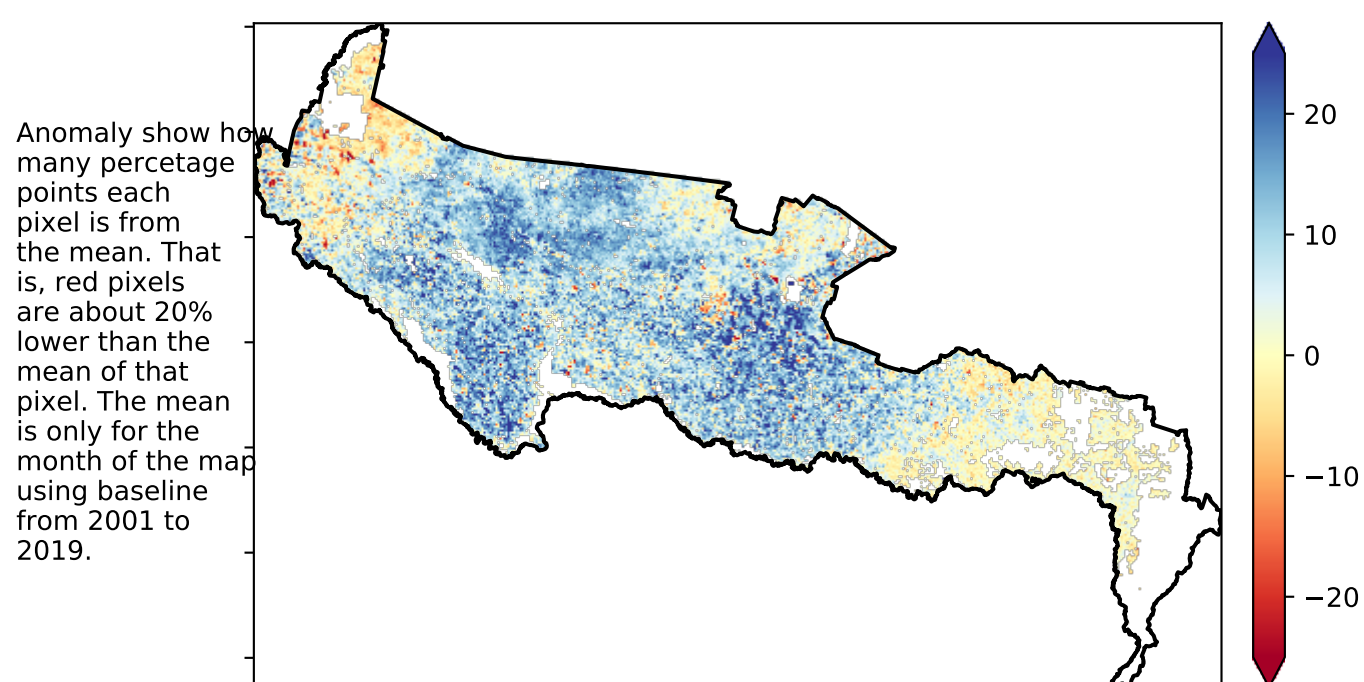 Anomaly show how
many percetage
points each
pixel is from
the mean. That
is, red pixels
are about 20%
lower than the
mean of that
pixel. The mean
is only for the
month of the map
using baseline
from 2001 to
2019.
20
10
0
−10
−20